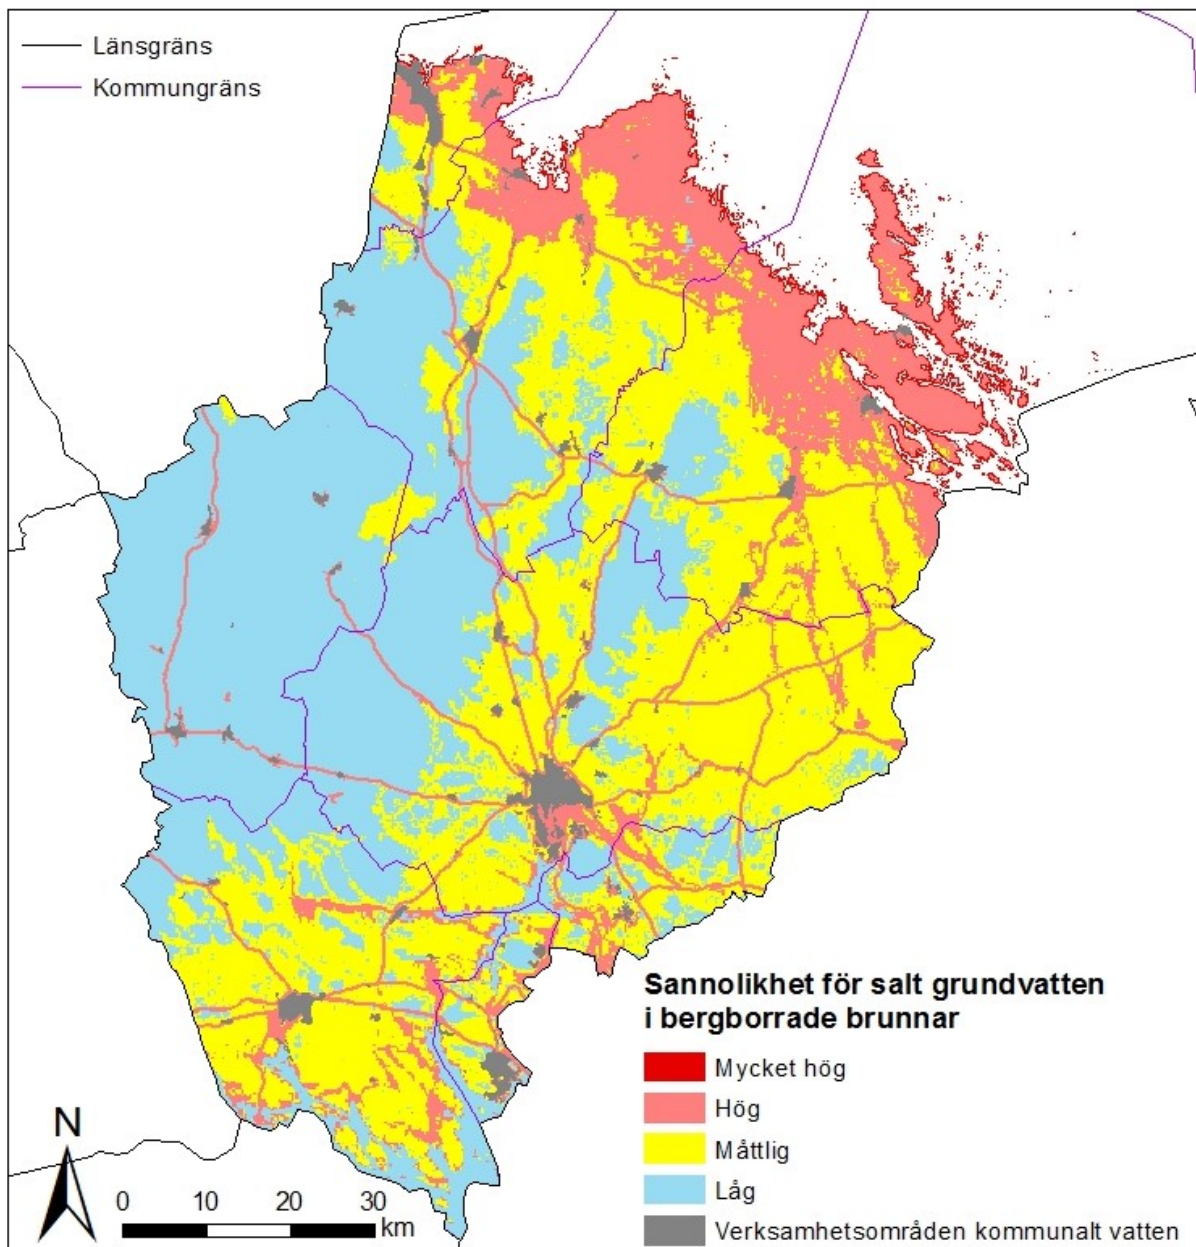 Länsgräns
Kommungräns
Sannolikhet för salt grundvatten
i bergborrade brunnar
Mycket hög
Hög
Måttlig
Låg
Verksamhetsområden kommunalt vatten
N
0 10 20 30
km